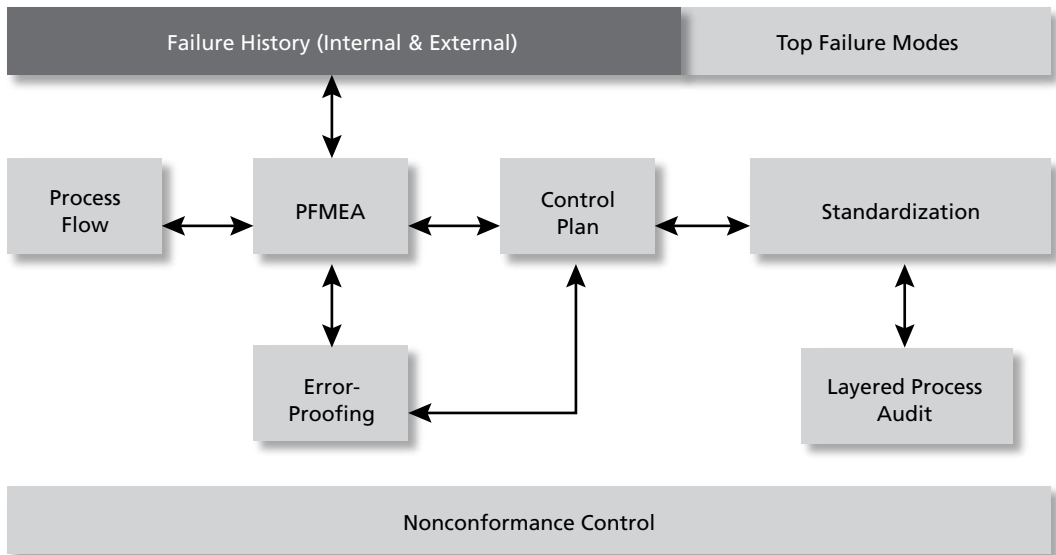 Failure History (Internal & External)
Top Failure Modes
Process
Flow
PFMEA
Control
Plan
Standardization
Error-
Proofing
Layered Process
Audit
Nonconformance Control